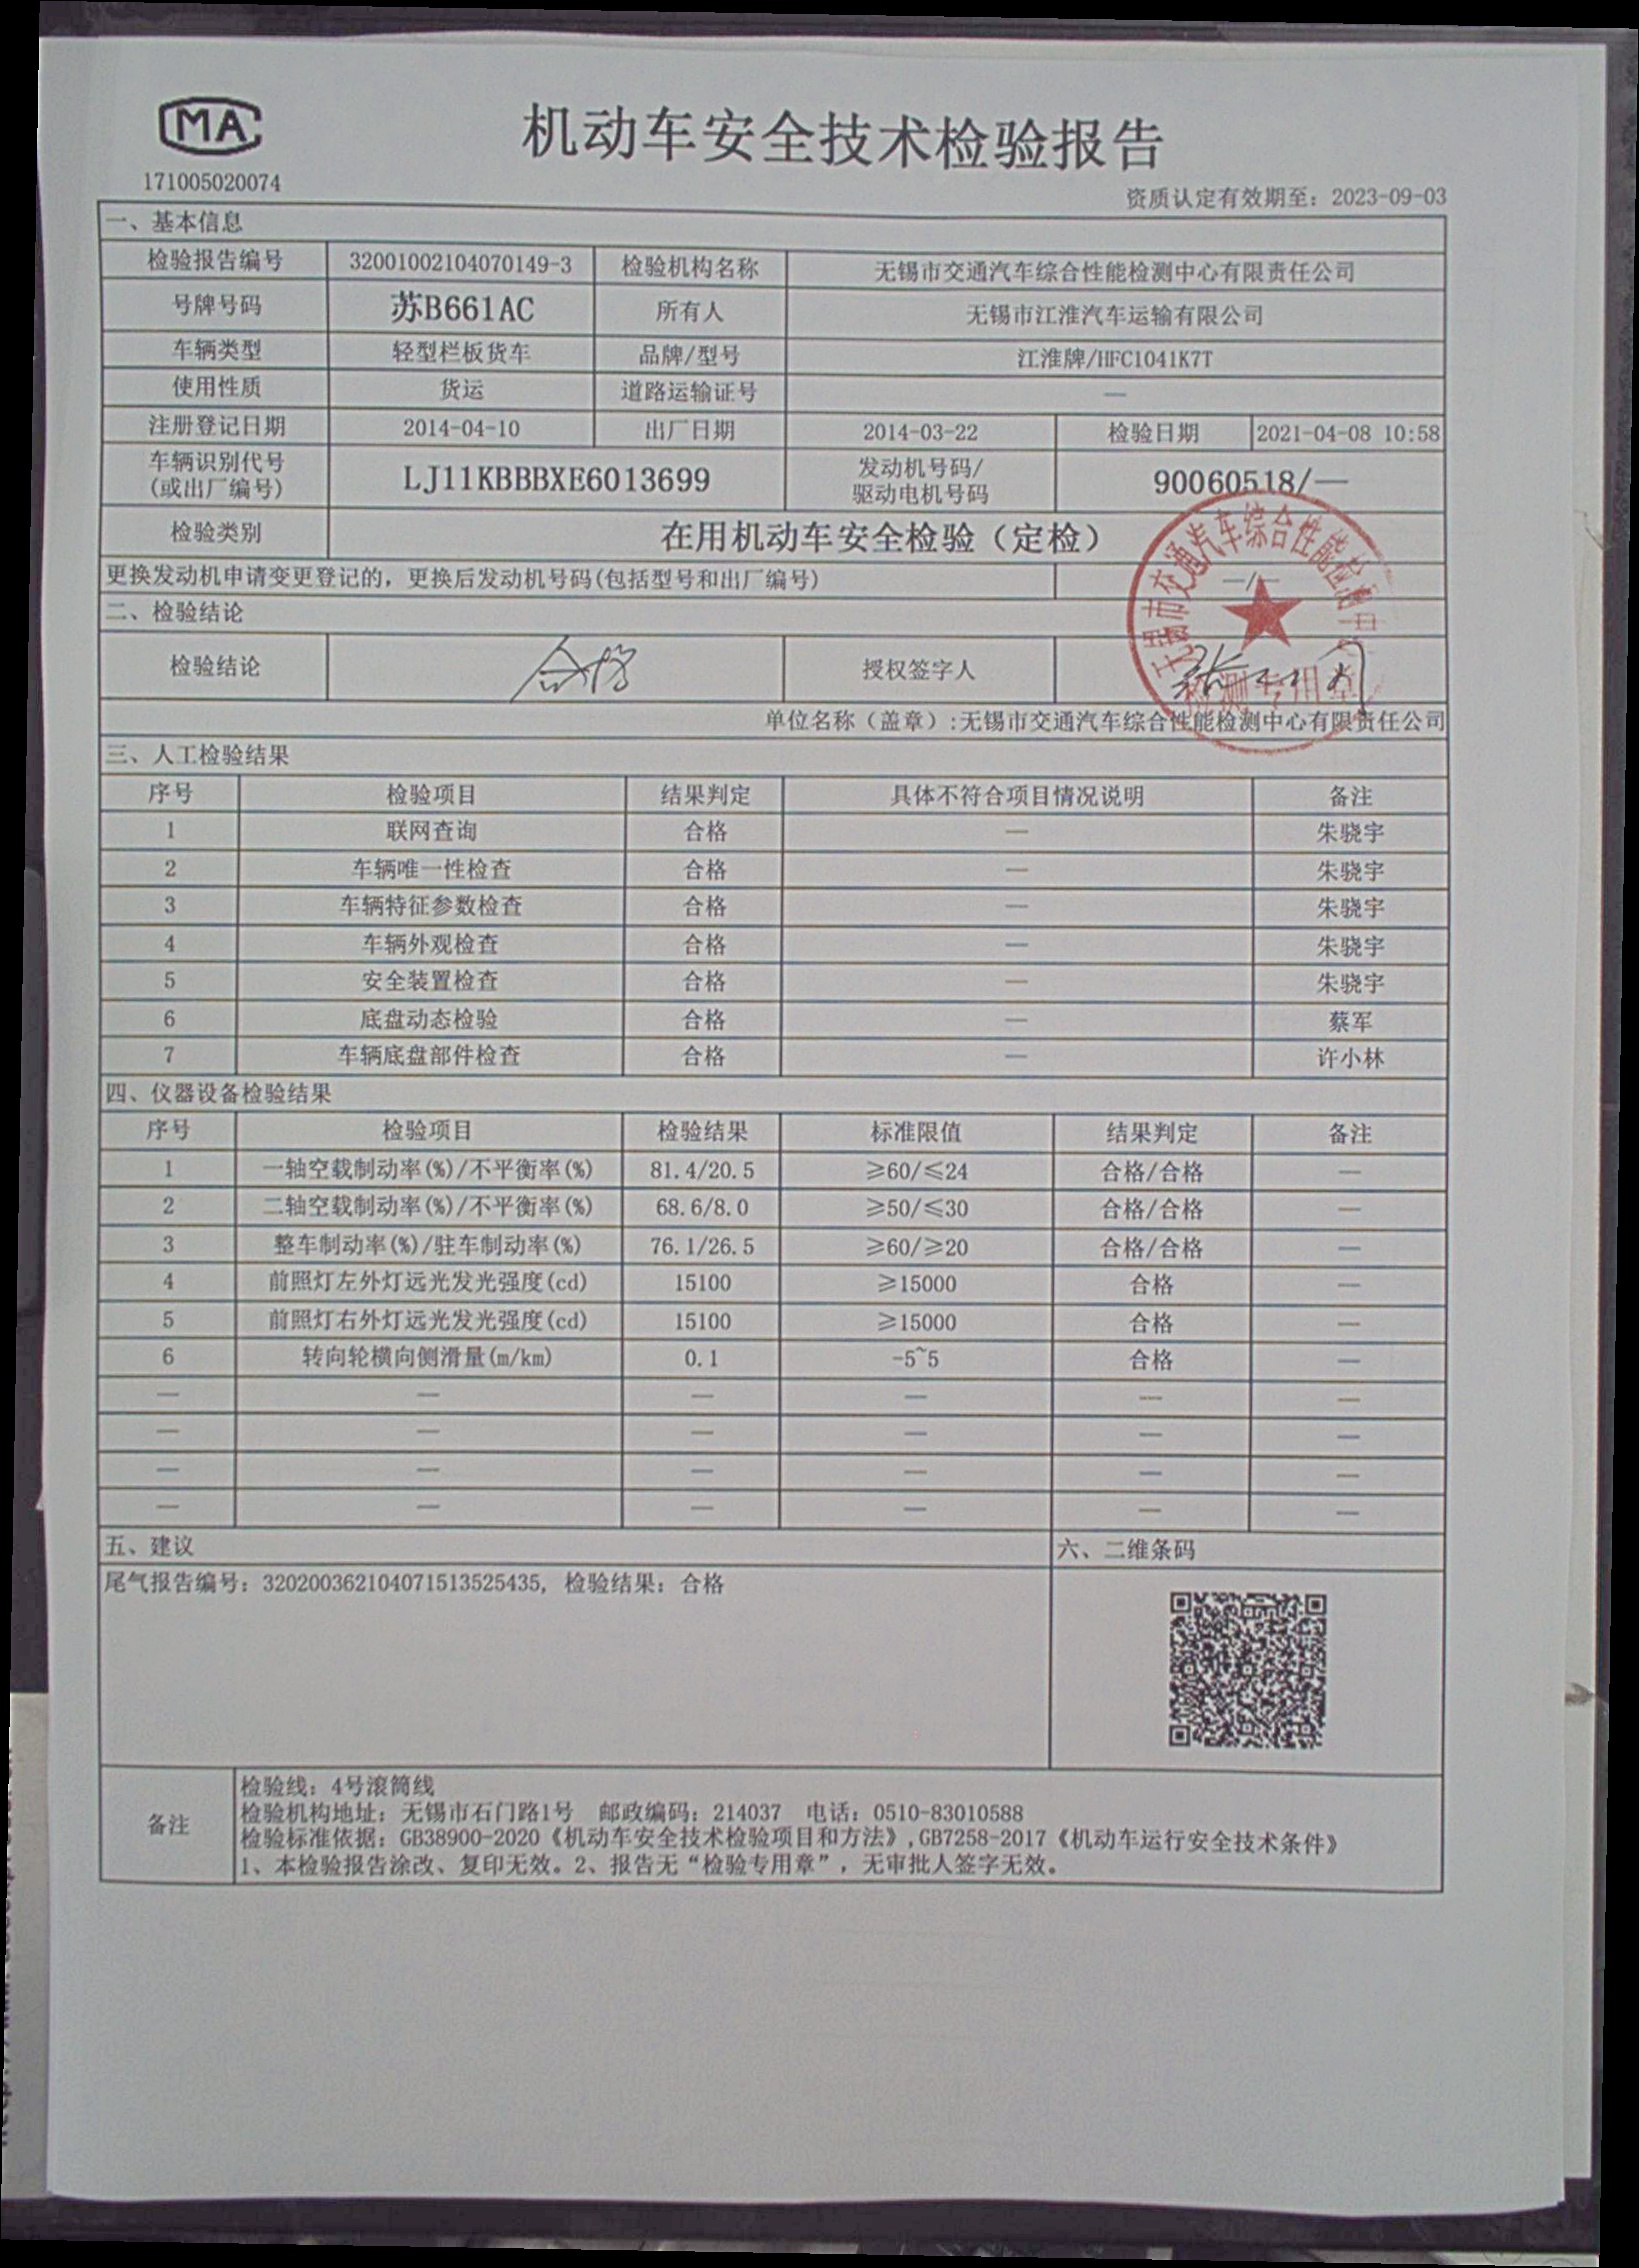 MA
机动车安全技术检验报告
171005020074
资质认定有效期至：2023-09-03
一、基本信息
检验报告编号 32001002104070149-3 检验机构名称 无锡市交通汽车综合性能检测中心有限责任公司
号牌号码 苏B661AC 所有人 无锡市江淮汽车运输有限公司
车辆类型 轻型栏板货车 品牌/型号 江淮牌/HFC1041K7T
使用性质 货运 道路运输证号 —
注册登记日期 2014-04-10 出厂日期 2014-03-22 检验日期 2021-04-08 10:58
车辆识别代号
(或出厂编号) LJ11KBBBXE6013699 发动机号码/
驱动电机号码 90060518/—
检验类别 在用机动车安全检验（定检）
更换发动机申请变更登记的，更换后发动机号码(包括型号和出厂编号) —/—
二、检验结论
检验结论 合格 授权签字人
单位名称（盖章）:无锡市交通汽车综合性能检测中心有限责任公司
三、人工检验结果
序号 检验项目 结果判定 具体不符合项目情况说明 备注
1 联网查询 合格 — 朱骁宇
2 车辆唯一性检查 合格 — 朱骁宇
3 车辆特征参数检查 合格 — 朱骁宇
4 车辆外观检查 合格 — 朱骁宇
5 安全装置检查 合格 — 朱骁宇
6 底盘动态检验 合格 — 蔡军
7 车辆底盘部件检查 合格 — 许小林
四、仪器设备检验结果
序号 检验项目 检验结果 标准限值 结果判定 备注
1 一轴空载制动率(%)/不平衡率(%) 81.4/20.5 ≥60/≤24 合格/合格 —
2 二轴空载制动率(%)/不平衡率(%) 68.6/8.0 ≥50/≤30 合格/合格 —
3 整车制动率(%)/驻车制动率(%) 76.1/26.5 ≥60/≥20 合格/合格 —
4 前照灯左外灯远光发光强度(cd) 15100 ≥15000 合格 —
5 前照灯右外灯远光发光强度(cd) 15100 ≥15000 合格 —
6 转向轮横向侧滑量(m/km) 0.1 -5~5 合格 —
— — — — — —
— — — — — —
— — — — — —
— — — — — —
五、建议 六、二维条码
尾气报告编号：320200362104071513525435, 检验结果：合格
备注
检验线：4号滚筒线
检验机构地址：无锡市石门路1号 邮政编码：214037 电话：0510-83010588
检验标准依据：GB38900-2020《机动车安全技术检验项目和方法》,GB7258-2017《机动车运行安全技术条件》
1、本检验报告涂改、复印无效。2、报告无“检验专用章”，无审批人签字无效。